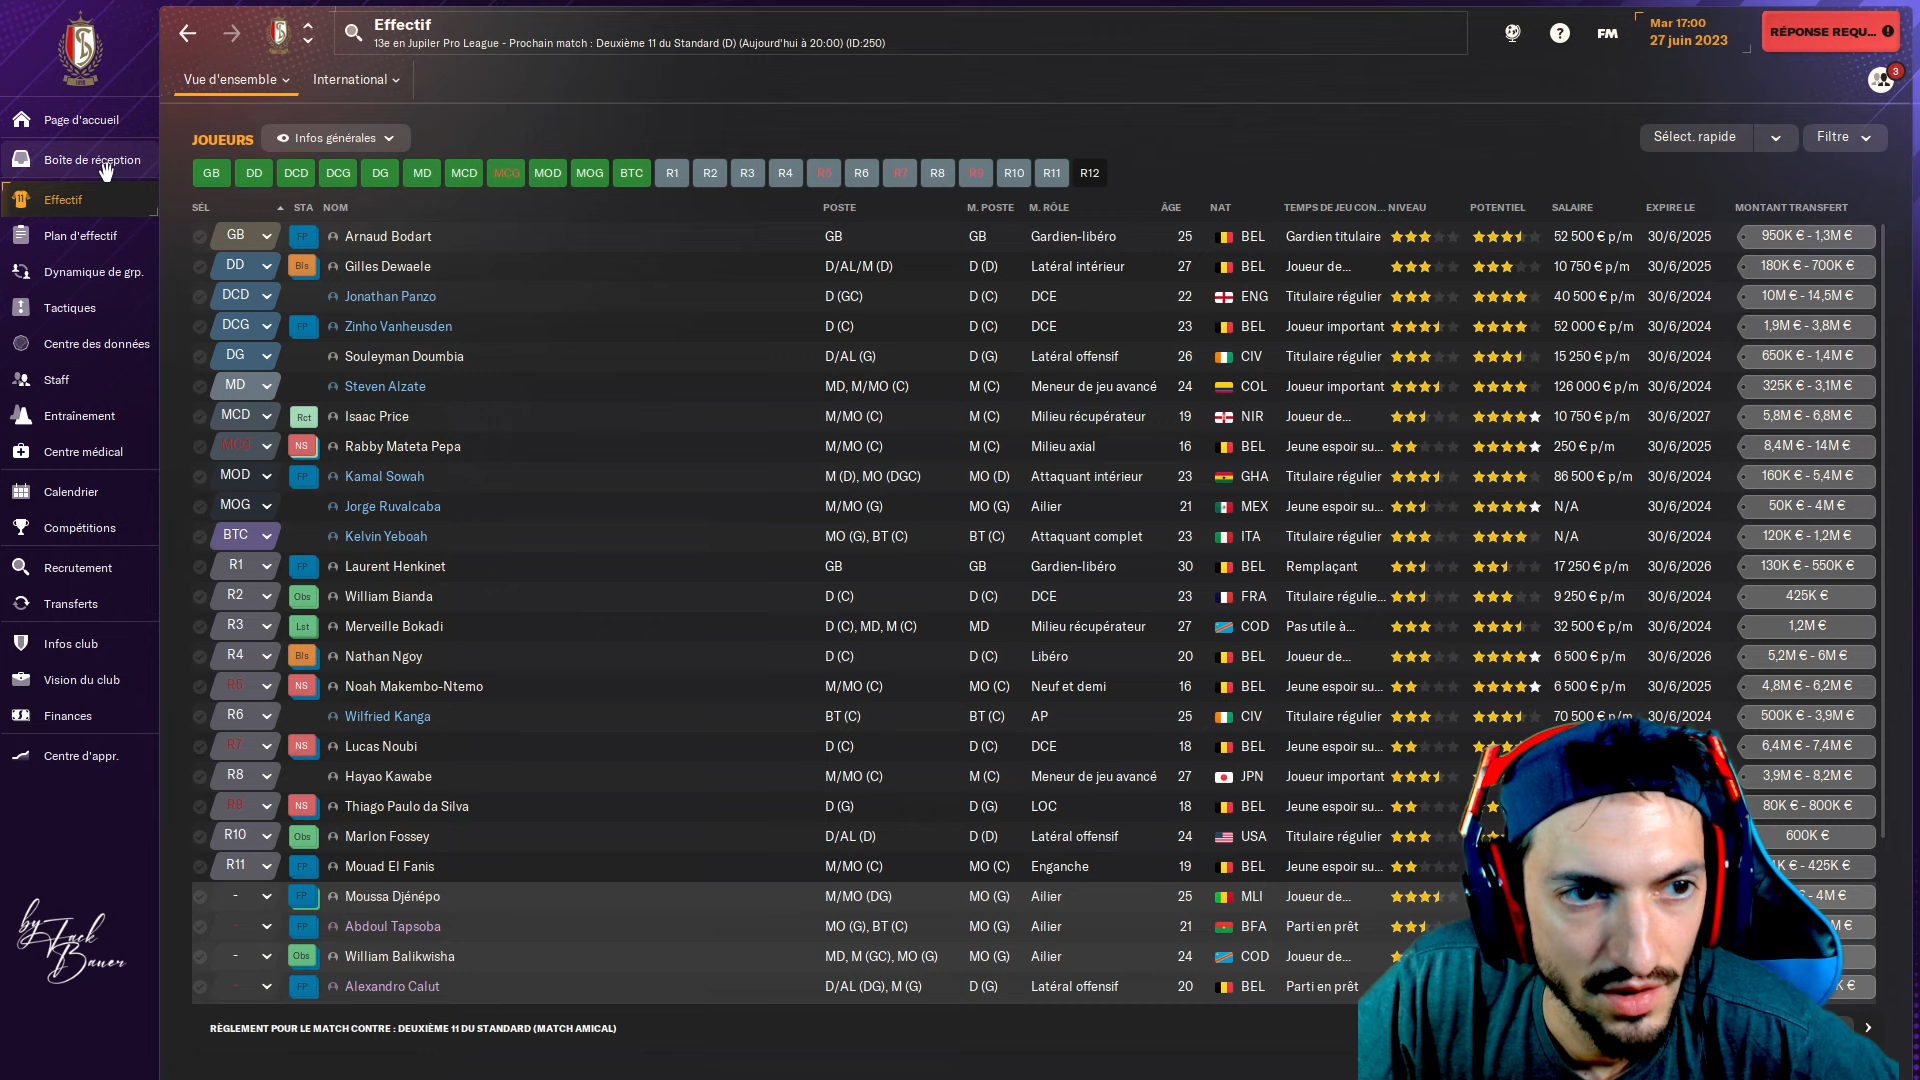 Effectif
13e en Jupiler Pro League - Prochain match : Deuxième 11 du Standard (D) (Aujourd'hui à 20:00) (ID:250)
FM
Mar 17:00
27 juin 2023
RÉPONSE REQU...
Vue d'ensemble
International
3
Page d'accueil
Boîte de réception
Effectif
Plan d'effectif
Dynamique de grp.
Tactiques
Centre des données
Staff
Entraînement
Centre médical
Calendrier
Compétitions
Recrutement
Transferts
Infos club
Vision du club
Finances
Centre d'appr.
by Jack Bauer
JOUEURS Infos générales Sélect. rapide Filtre
GB DD DCD DCG DG MD MCD MCG MOD MOG BTC R1 R2 R3 R4 R5 R6 R7 R8 R9 R10 R11 R12
SÉL STA NOM POSTE M. POSTE M. RÔLE ÂGE NAT TEMPS DE JEU CON... NIVEAU POTENTIEL SALAIRE EXPIRE LE MONTANT TRANSFERT
GB FP Arnaud Bodart GB GB Gardien-libéro 25 BEL Gardien titulaire 52 500 € p/m 30/6/2025 950K € - 1,3M €
DD Bls Gilles Dewaele D/AL/M (D) D (D) Latéral intérieur 27 BEL Joueur de... 10 750 € p/m 30/6/2025 180K € - 700K €
DCD Jonathan Panzo D (GC) D (C) DCE 22 ENG Titulaire régulier 40 500 € p/m 30/6/2024 10M € - 14,5M €
DCG FP Zinho Vanheusden D (C) D (C) DCE 23 BEL Joueur important 52 000 € p/m 30/6/2024 1,9M € - 3,8M €
DG Souleyman Doumbia D/AL (G) D (G) Latéral offensif 26 CIV Titulaire régulier 15 250 € p/m 30/6/2024 650K € - 1,4M €
MD Steven Alzate MD, M/MO (C) M (C) Meneur de jeu avancé 24 COL Joueur important 126 000 € p/m 30/6/2024 325K € - 3,1M €
MCD Rct Isaac Price M/MO (C) M (C) Milieu récupérateur 19 NIR Joueur de... 10 750 € p/m 30/6/2027 5,8M € - 6,8M €
MCG NS Rabby Mateta Pepa M/MO (C) M (C) Milieu axial 16 BEL Jeune espoir su... 250 € p/m 30/6/2025 8,4M € - 14M €
MOD FP Kamal Sowah M (D), MO (DGC) MO (D) Attaquant intérieur 23 GHA Titulaire régulier 86 500 € p/m 30/6/2024 160K € - 5,4M €
MOG Jorge Ruvalcaba M/MO (G) MO (G) Ailier 21 MEX Jeune espoir su... N/A 30/6/2024 50K € - 4M €
BTC Kelvin Yeboah MO (G), BT (C) BT (C) Attaquant complet 23 ITA Titulaire régulier N/A 30/6/2024 120K € - 1,2M €
R1 FP Laurent Henkinet GB GB Gardien-libéro 30 BEL Remplaçant 17 250 € p/m 30/6/2026 130K € - 550K €
R2 Obs William Bianda D (C) D (C) DCE 23 FRA Titulaire régulie... 9 250 € p/m 30/6/2024 425K €
R3 Lst Merveille Bokadi D (C), MD, M (C) MD Milieu récupérateur 27 COD Pas utile à... 32 500 € p/m 30/6/2024 1,2M €
R4 Bls Nathan Ngoy D (C) D (C) Libéro 20 BEL Joueur de... 6 500 € p/m 30/6/2026 5,2M € - 6M €
R5 NS Noah Makembo-Ntemo M/MO (C) MO (C) Neuf et demi 16 BEL Jeune espoir su... 6 500 € p/m 30/6/2025 4,8M € - 6,2M €
R6 Wilfried Kanga BT (C) BT (C) AP 25 CIV Titulaire régulier 70 500 € p/m 30/6/2024 500K € - 3,9M €
R7 NS Lucas Noubi D (C) D (C) DCE 18 BEL Jeune espoir su... 6,4M € - 7,4M €
R8 Hayao Kawabe M/MO (C) M (C) Meneur de jeu avancé 27 JPN Joueur important 3,9M € - 8,2M €
R9 NS Thiago Paulo da Silva D (G) D (G) LOC 18 BEL Jeune espoir su... 80K € - 800K €
R10 Obs Marlon Fossey D/AL (D) D (D) Latéral offensif 24 USA Titulaire régulier 600K €
R11 FP Mouad El Fanis M/MO (C) MO (C) Enganche 19 BEL Jeune espoir su... K € - 425K €
- FP Moussa Djénépo M/MO (DG) MO (G) Ailier 25 MLI Joueur de... - 4M €
- FP Abdoul Tapsoba MO (G), BT (C) MO (G) Ailier 21 BFA Parti en prêt M €
- Obs William Balikwisha MD, M (GC), MO (G) MO (G) Ailier 24 COD Joueur de...
- FP Alexandro Calut D/AL (DG), M (G) D (G) Latéral offensif 20 BEL Parti en prêt K €
RÈGLEMENT POUR LE MATCH CONTRE : DEUXIÈME 11 DU STANDARD (MATCH AMICAL)